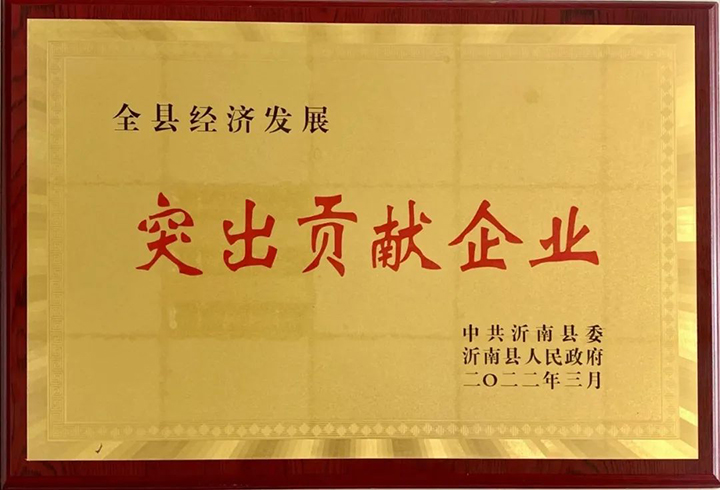 全县经济发展
突出贡献企业
中共沂南县委
沂南县人民政府
二〇二二年三月